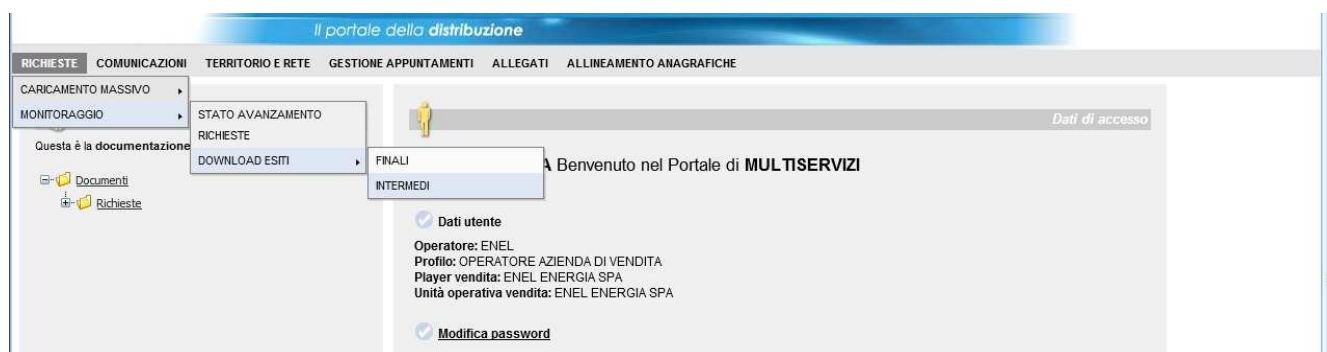 Il portale della distribuzione
RICHIESTE COMUNICAZIONI TERRITORIO E RETE GESTIONE APPUNTAMENTI ALLEGATI ALLINEAMENTO ANAGRAFICHE
CARICAMENTO MASSIVO
MONITORAGGIO
STATO AVANZAMENTO
RICHIESTE
DOWNLOAD ESITI
FINALI
INTERMEDI
Questa è la documentazione
Documenti
Richieste
Dati di accesso
A Benvenuto nel Portale di MULTISERVIZI
Dati utente
Operatore: ENEL
Profilo: OPERATORE AZIENDA DI VENDITA
Player vendita: ENEL ENERGIA SPA
Unità operativa vendita: ENEL ENERGIA SPA
Modifica password